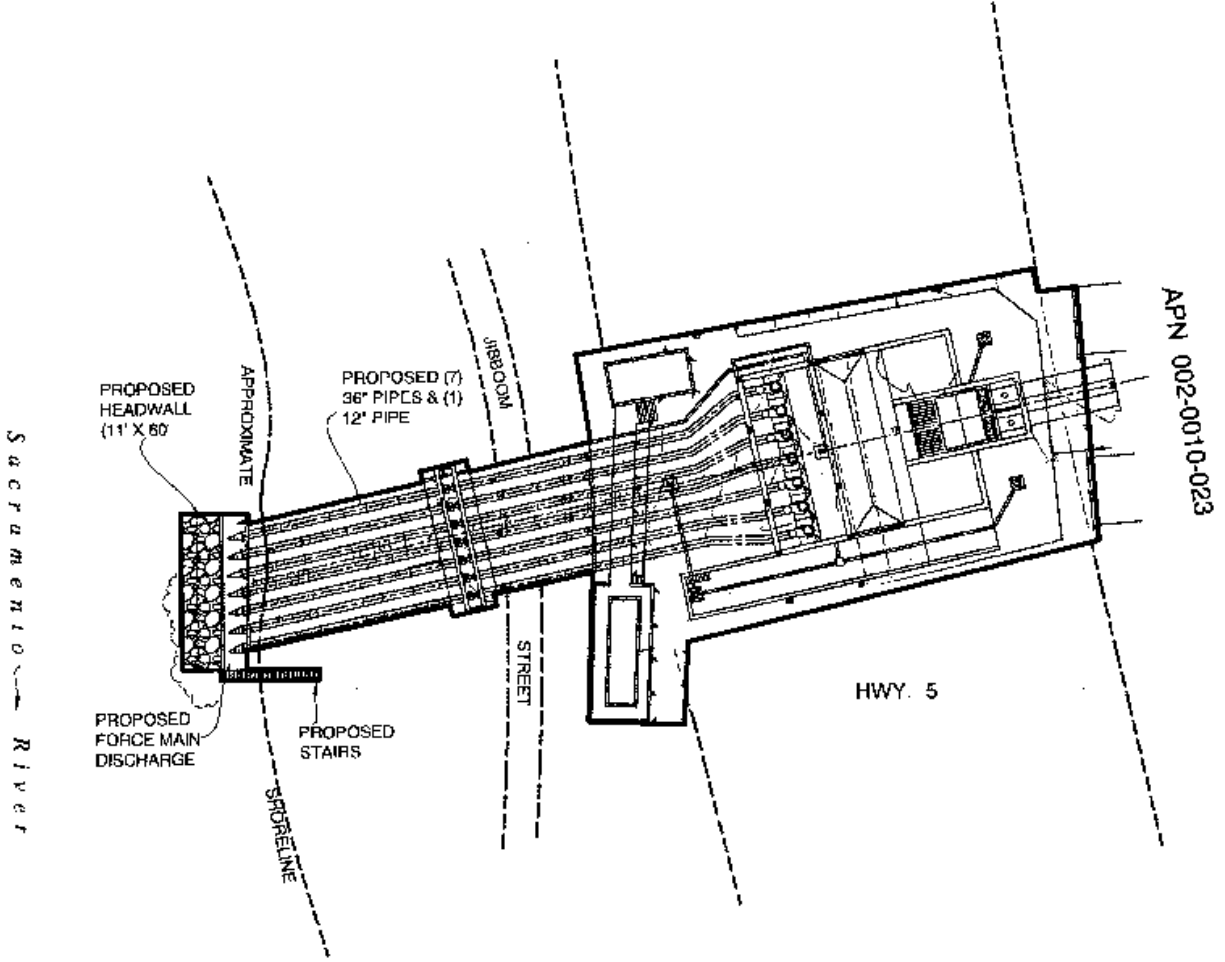 APN 002-0010-023
JIBBOOM
PROPOSED (7)
36" PIPES & (1)
12" PIPE
APPROXIMATE
PROPOSED
HEADWALL
(11' X 60'
Sacramento River
STREET
HWY. 5
PROPOSED
FORCE MAIN
DISCHARGE
PROPOSED
STAIRS
SHORELINE